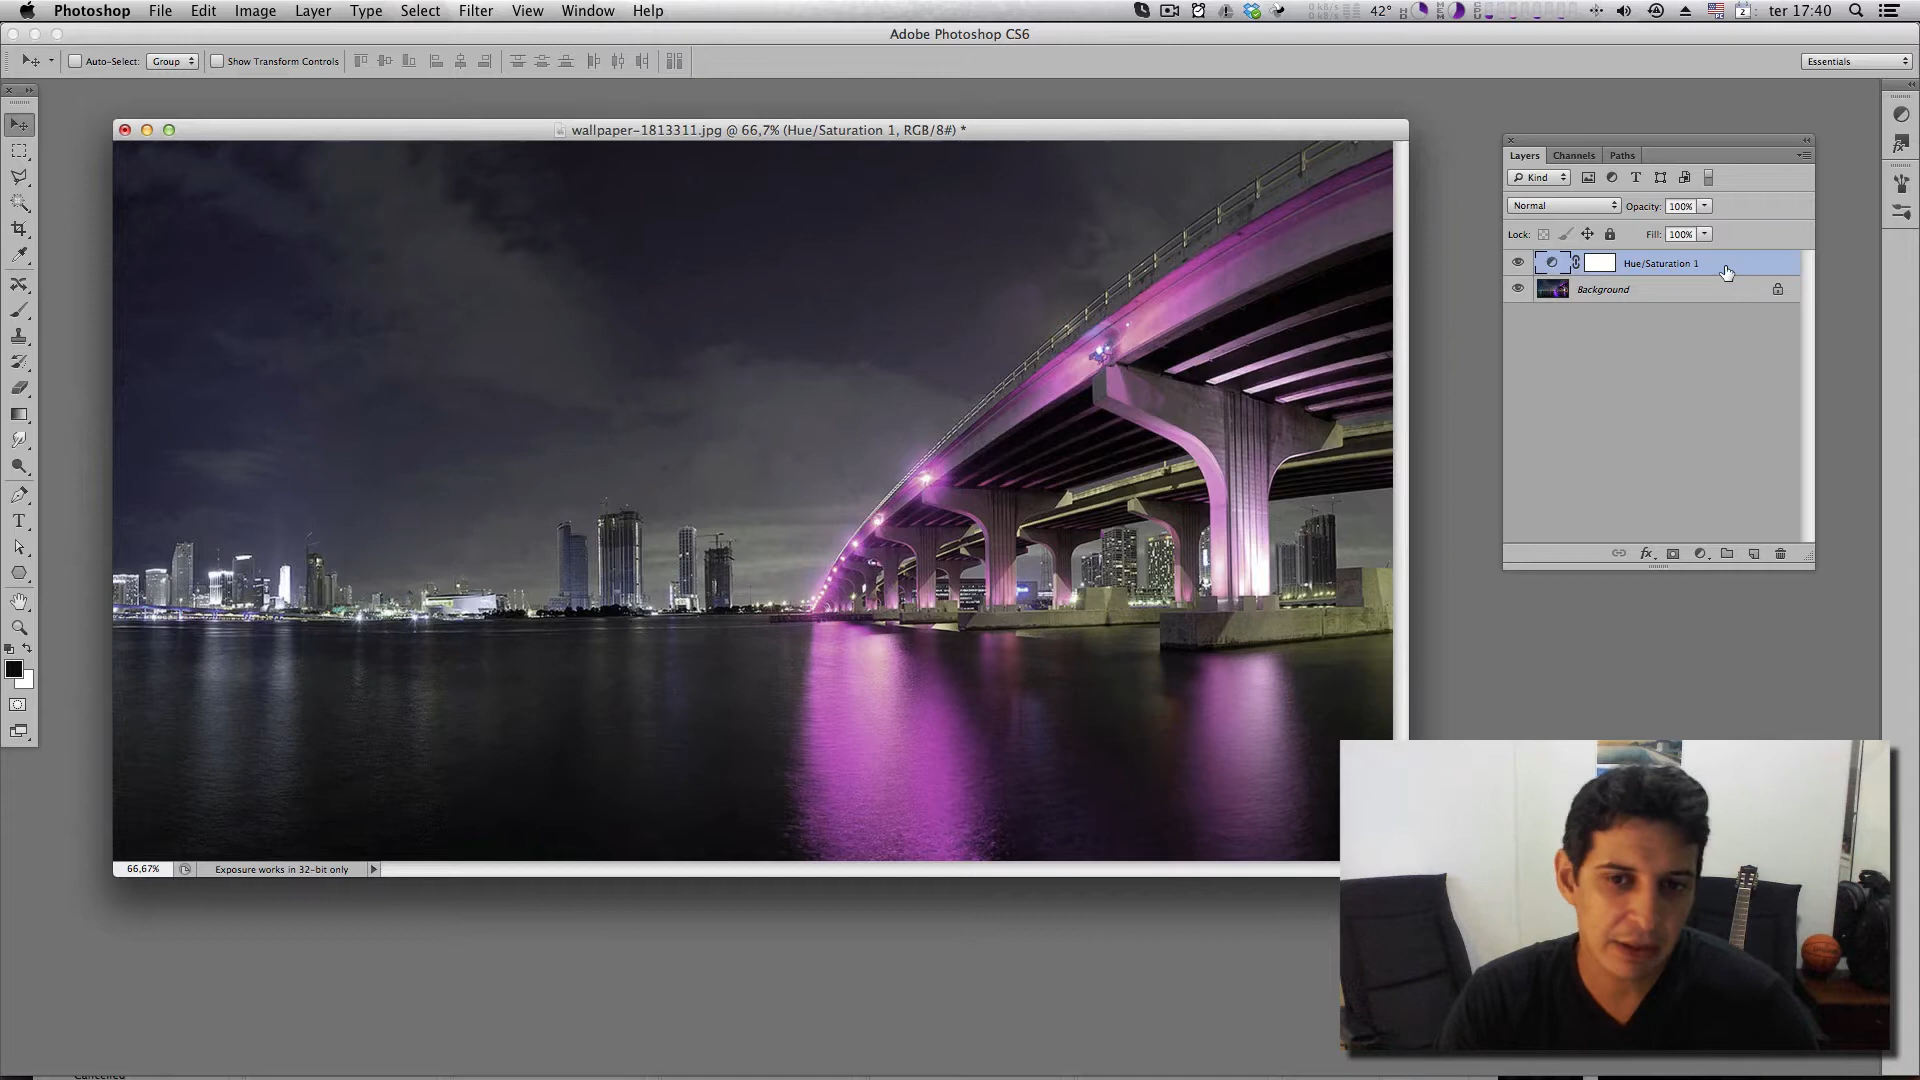 Photoshop File Edit Image Layer Type Select Filter View Window Help 42° ter 17:40
Adobe Photoshop CS6
Auto-Select: Group Show Transform Controls Essentials
wallpaper-1813311.jpg @ 66,7% (Hue/Saturation 1, RGB/8#) *
Layers Channels Paths
Kind
Normal Opacity: 100%
Lock: Fill: 100%
Hue/Saturation 1
Background
66,67% Exposure works in 32-bit only